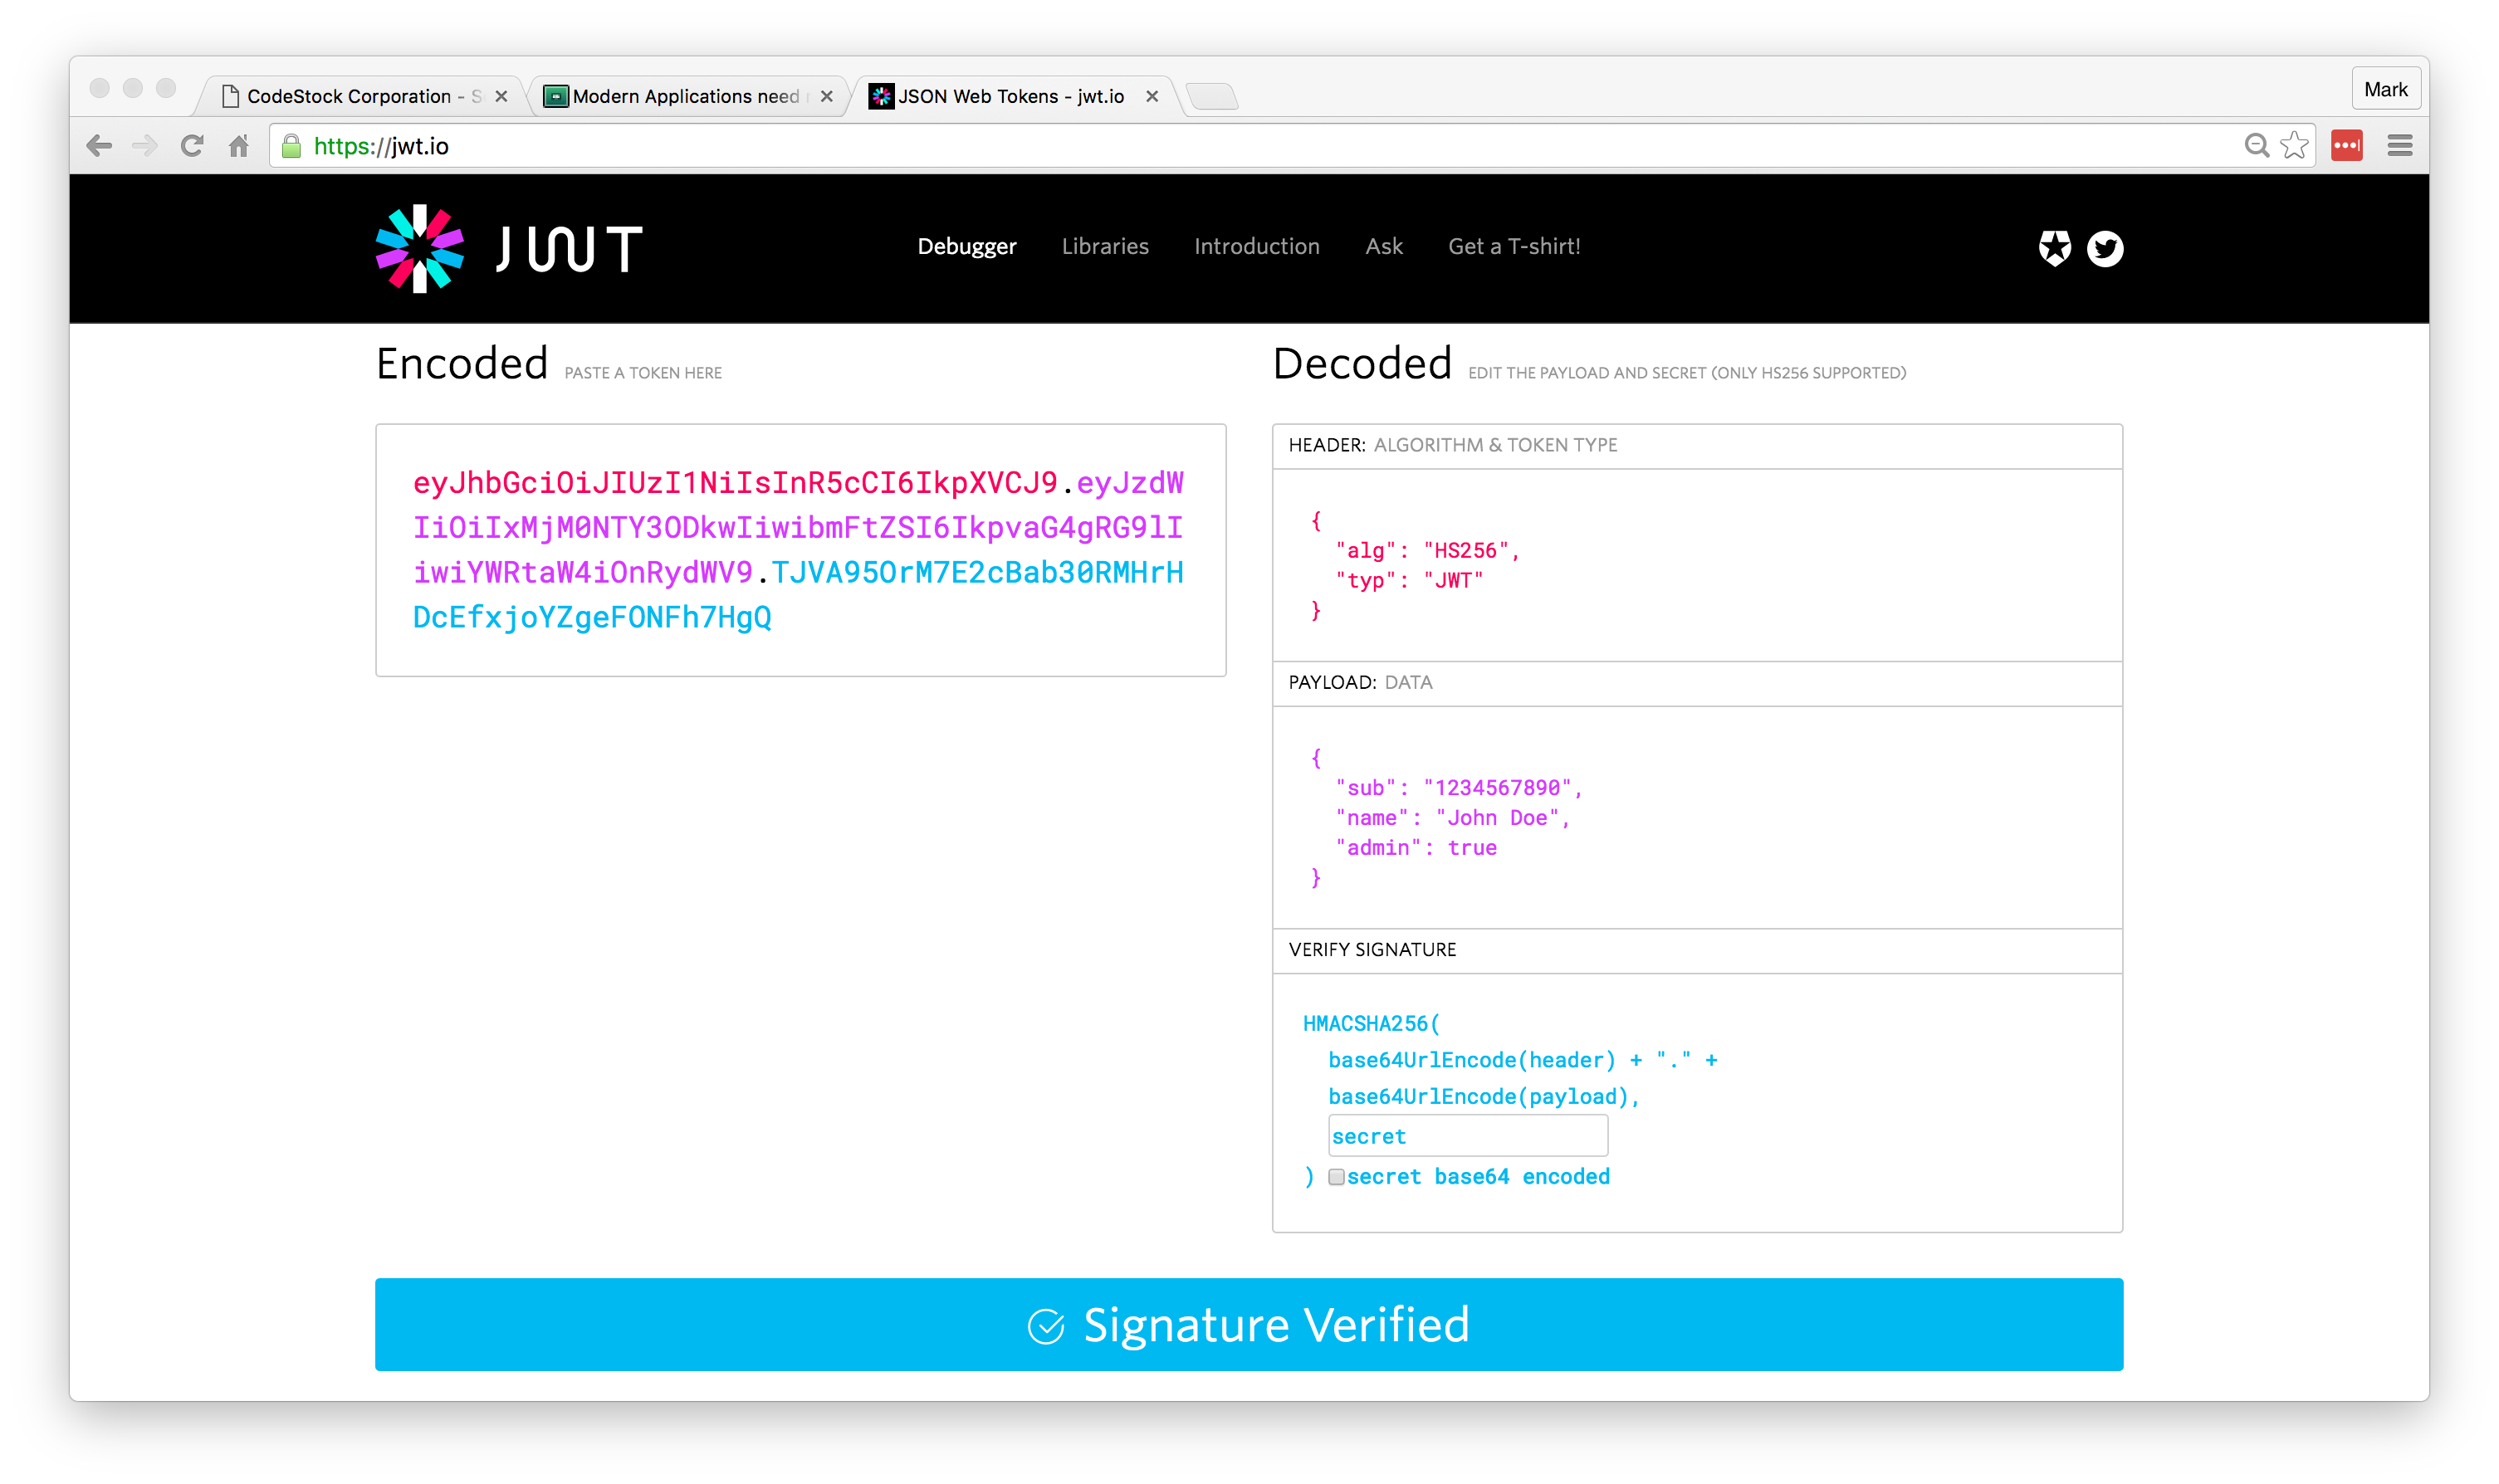 CodeStock Corporation - S
Modern Applications need
JSON Web Tokens - jwt.io
Mark
https://jwt.io
JWT
Debugger
Libraries
Introduction
Ask
Get a T-shirt!
Encoded PASTE A TOKEN HERE
eyJhbGciOiJIUzI1NiIsInR5cCI6IkpXVCJ9.eyJzdW
IiOiIxMjM0NTY3ODkwIiwibmFtZSI6IkpvaG4gRG9lI
iwiYWRtaW4iOnRydWV9.TJVA95OrM7E2cBab30RMHrH
DcEfxjoYZgeFONFh7HgQ
Decoded EDIT THE PAYLOAD AND SECRET (ONLY HS256 SUPPORTED)
HEADER: ALGORITHM & TOKEN TYPE
{
"alg": "HS256",
"typ": "JWT"
}
PAYLOAD: DATA
{
"sub": "1234567890",
"name": "John Doe",
"admin": true
}
VERIFY SIGNATURE
HMACSHA256(
base64UrlEncode(header) + "." +
base64UrlEncode(payload),
secret
) secret base64 encoded
Signature Verified